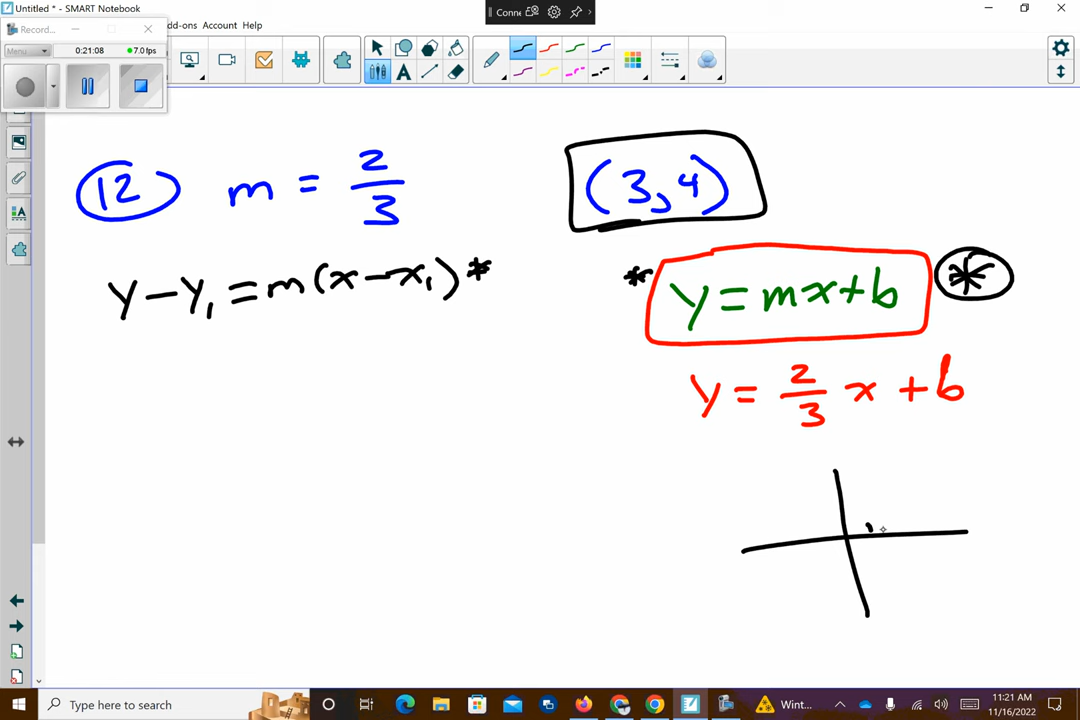 Untitled * - SMART Notebook
Conne
Record...
dd-ons Account Help
Menu
0:21:08
7.0 fps
A
12 m = 2/3 (3,4)
y - y₁ = m(x - x₁) *
* y = mx + b *
y = 2/3 x + b
Type here to search
Wint...
11:21 AM
11/16/2022